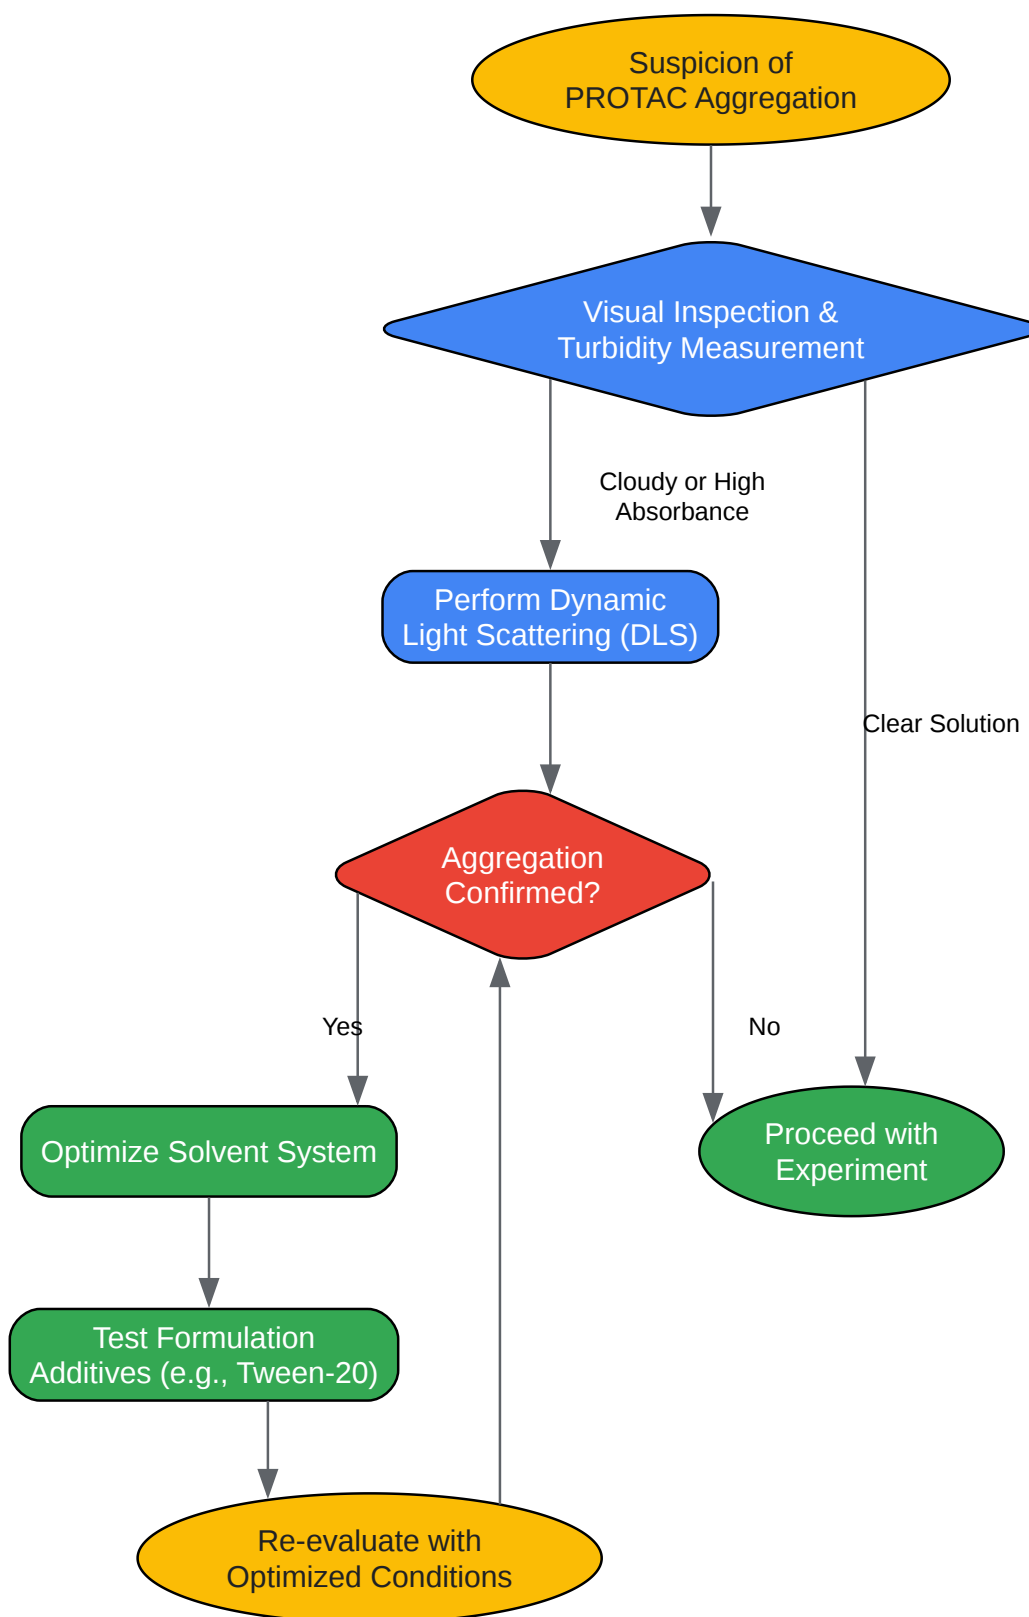 Suspicion of
PROTAC Aggregation
Visual Inspection &
Turbidity Measurement
Cloudy or High
Absorbance
Perform Dynamic
Light Scattering (DLS)
Clear Solution
Aggregation
Confirmed?
Yes
No
Optimize Solvent System
Proceed with
Experiment
Test Formulation
Additives (e.g., Tween-20)
Re-evaluate with
Optimized Conditions